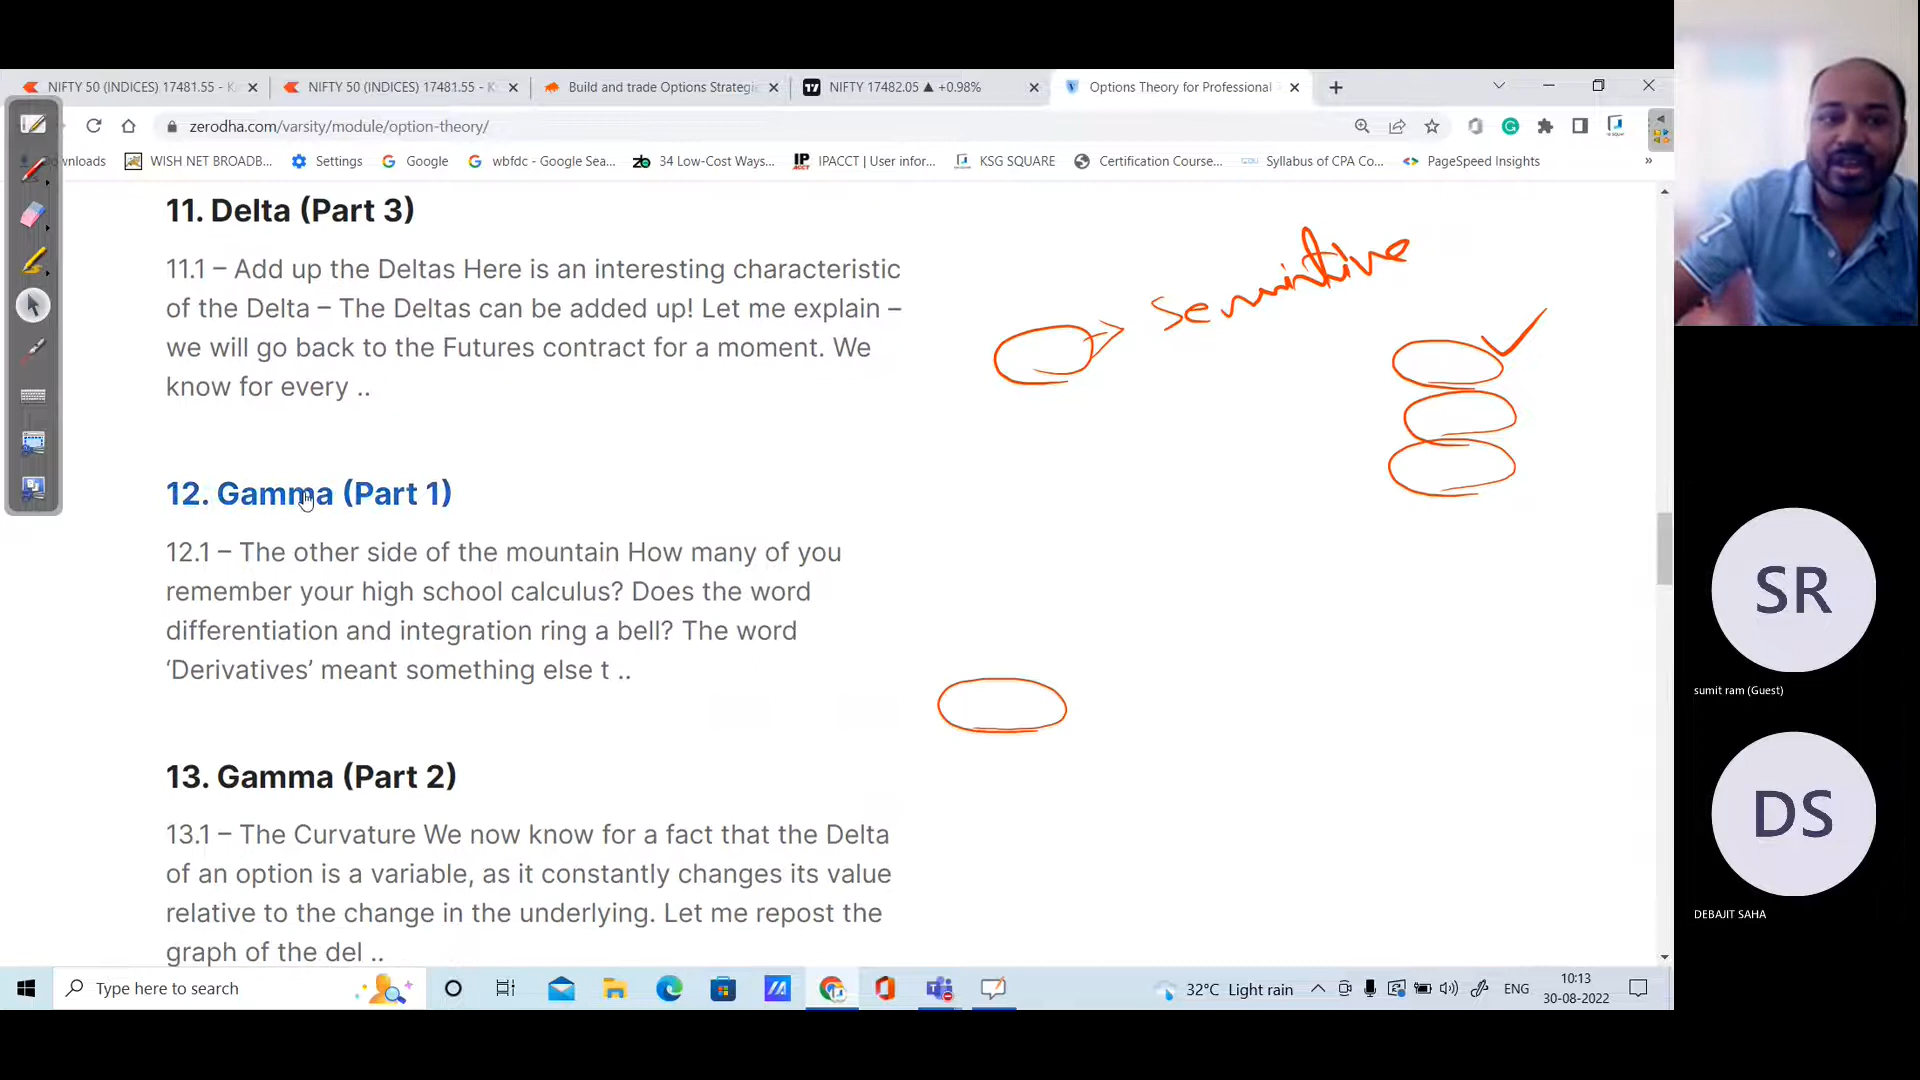 NIFTY 50 (INDICES) 17481.55 - K
NIFTY 50 (INDICES) 17481.55 - K
Build and trade Options Strategie
NIFTY 17482.05 ▲ +0.98%
Options Theory for Professional
zerodha.com/varsity/module/option-theory/
ownloads
WISH NET BROADB...
Settings
Google
wbfdc - Google Sea...
34 Low-Cost Ways...
IPACCT | User infor...
KSG SQUARE
Certification Course...
Syllabus of CPA Co...
PageSpeed Insights
»
11. Delta (Part 3)
11.1 – Add up the Deltas Here is an interesting characteristic
of the Delta – The Deltas can be added up! Let me explain –
we will go back to the Futures contract for a moment. We
know for every ..
12. Gamma (Part 1)
12.1 – The other side of the mountain How many of you
remember your high school calculus? Does the word
differentiation and integration ring a bell? The word
‘Derivatives’ meant something else t ..
13. Gamma (Part 2)
13.1 – The Curvature We now know for a fact that the Delta
of an option is a variable, as it constantly changes its value
relative to the change in the underlying. Let me repost the
graph of the del ..
SR
sumit ram (Guest)
DS
DEBAJIT SAHA
Type here to search
32°C Light rain
ENG
10:13
30-08-2022